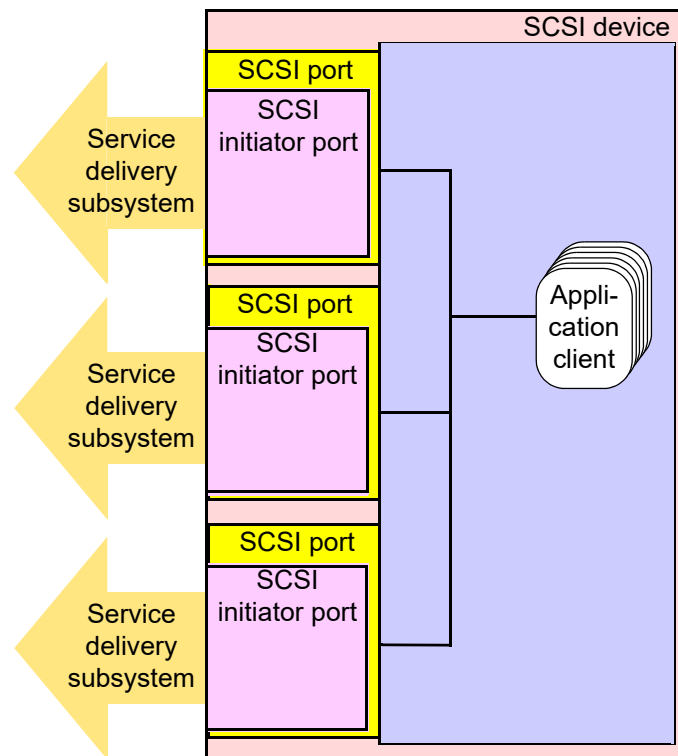 SCSI device
SCSI port
SCSI
initiator port
Service
delivery
subsystem
Appli-
cation
client
SCSI port
SCSI
initiator port
Service
delivery
subsystem
SCSI port
SCSI
initiator port
Service
delivery
subsystem